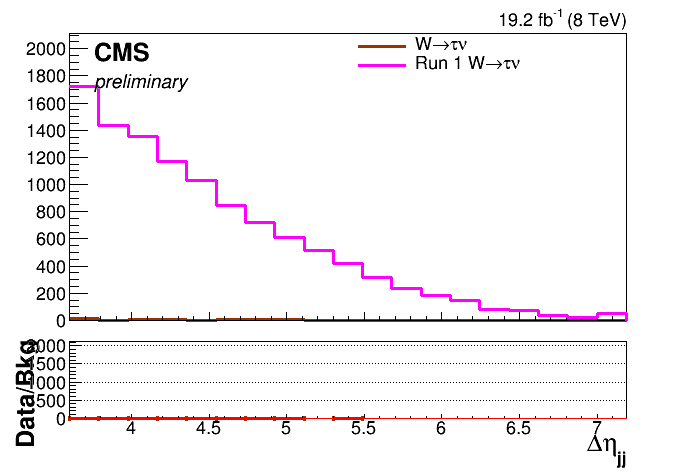 19.2 fb⁻¹ (8 TeV)
CMS
preliminary
W→τν
Run 1 W→τν
2000
1800
1600
1400
1200
1000
800
600
400
200
0
Data/Bkg
2000
1500
1000
500
0
4 4.5 5 5.5 6 6.5 7
Δηjj